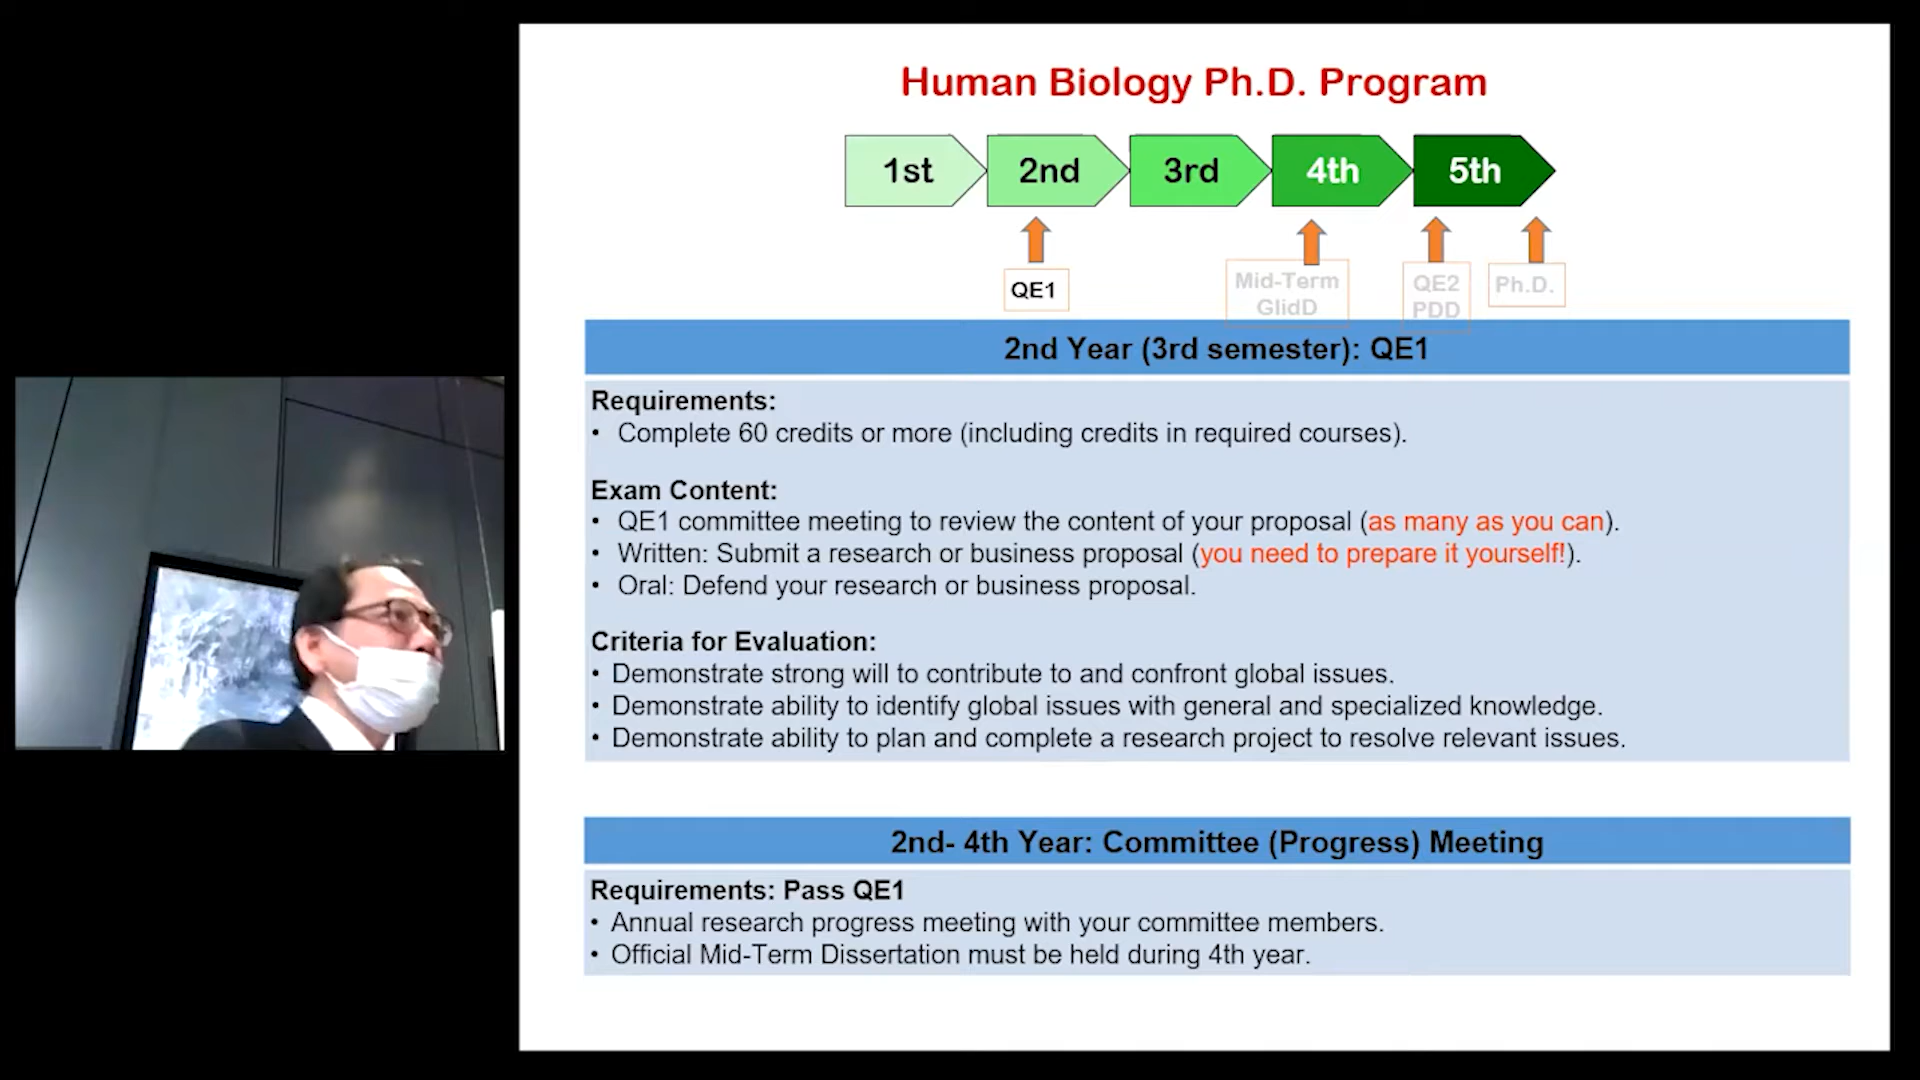 Human Biology Ph.D. Program
1st
2nd
3rd
4th
5th
QE1
Mid-Term
GlidD
QE2
PDD
Ph.D.
2nd Year (3rd semester): QE1
Requirements:
• Complete 60 credits or more (including credits in required courses).
Exam Content:
• QE1 committee meeting to review the content of your proposal (as many as you can).
• Written: Submit a research or business proposal (you need to prepare it yourself!).
• Oral: Defend your research or business proposal.
Criteria for Evaluation:
• Demonstrate strong will to contribute to and confront global issues.
• Demonstrate ability to identify global issues with general and specialized knowledge.
• Demonstrate ability to plan and complete a research project to resolve relevant issues.
2nd- 4th Year: Committee (Progress) Meeting
Requirements: Pass QE1
• Annual research progress meeting with your committee members.
• Official Mid-Term Dissertation must be held during 4th year.